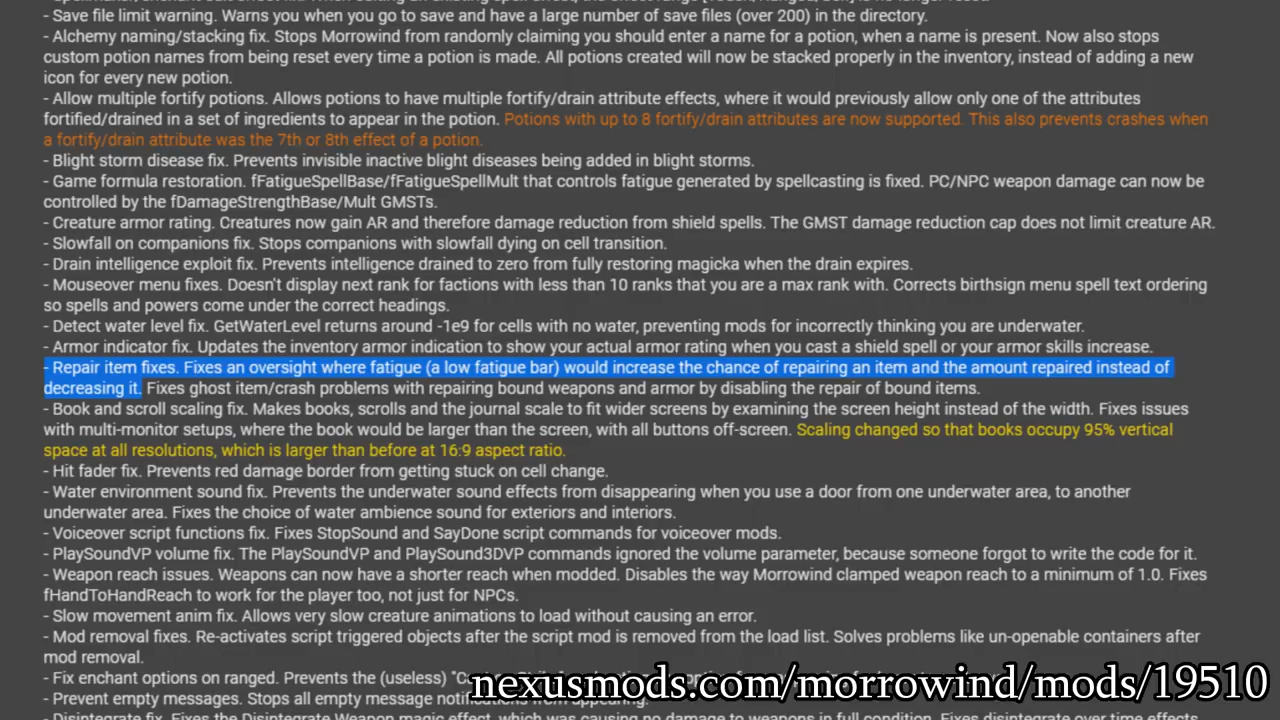 - Save file limit warning. Warns you when you go to save and have a large number of save files (over 200) in the directory.
- Alchemy naming/stacking fix. Stops Morrowind from randomly claiming you should enter a name for a potion, when a name is present. Now also stops
custom potion names from being reset every time a potion is made. All potions created will now be stacked properly in the inventory, instead of adding a new
icon for every new potion.
- Allow multiple fortify potions. Allows potions to have multiple fortify/drain attribute effects, where it would previously allow only one of the attributes
fortified/drained in a set of ingredients to appear in the potion. Potions with up to 8 fortify/drain attributes are now supported. This also prevents crashes when
a fortify/drain attribute was the 7th or 8th effect of a potion.
- Blight storm disease fix. Prevents invisible inactive blight diseases being added in blight storms.
- Game formula restoration. fFatigueSpellBase/fFatigueSpellMult that controls fatigue generated by spellcasting is fixed. PC/NPC weapon damage can now be
controlled by the fDamageStrengthBase/Mult GMSTs.
- Creature armor rating. Creatures now gain AR and therefore damage reduction from shield spells. The GMST damage reduction cap does not limit creature AR.
- Slowfall on companions fix. Stops companions with slowfall dying on cell transition.
- Drain intelligence exploit fix. Prevents intelligence drained to zero from fully restoring magicka when the drain expires.
- Mouseover menu fixes. Doesn't display next rank for factions with less than 10 ranks that you are a max rank with. Corrects birthsign menu spell text ordering
so spells and powers come under the correct headings.
- Detect water level fix. GetWaterLevel returns around -1e9 for cells with no water, preventing mods for incorrectly thinking you are underwater.
- Armor indicator fix. Updates the inventory armor indication to show your actual armor rating when you cast a shield spell or your armor skills increase.
- Repair item fixes. Fixes an oversight where fatigue (a low fatigue bar) would increase the chance of repairing an item and the amount repaired instead of
decreasing it. Fixes ghost item/crash problems with repairing bound weapons and armor by disabling the repair of bound items.
- Book and scroll scaling fix. Makes books, scrolls and the journal scale to fit wider screens by examining the screen height instead of the width. Fixes issues
with multi-monitor setups, where the book would be larger than the screen, with all buttons off-screen. Scaling changed so that books occupy 95% vertical
space at all resolutions, which is larger than before at 16:9 aspect ratio.
- Hit fader fix. Prevents red damage border from getting stuck on cell change.
- Water environment sound fix. Prevents the underwater sound effects from disappearing when you use a door from one underwater area, to another
underwater area. Fixes the choice of water ambience sound for exteriors and interiors.
- Voiceover script functions fix. Fixes StopSound and SayDone script commands for voiceover mods.
- PlaySoundVP volume fix. The PlaySoundVP and PlaySound3DVP commands ignored the volume parameter, because someone forgot to write the code for it.
- Weapon reach issues. Weapons can now have a shorter reach when modded. Disables the way Morrowind clamped weapon reach to a minimum of 1.0. Fixes
fHandToHandReach to work for the player too, not just for NPCs.
- Slow movement anim fix. Allows very slow creature animations to load without causing an error.
- Mod removal fixes. Re-activates script triggered objects after the script mod is removed from the load list. Solves problems like un-openable containers after
mod removal.
- Fix enchant options on ranged. Prevents the (useless)
- Prevent empty messages. Stops all empty message notifications from appearing.
nexusmods.com/morrowind/mods/19510